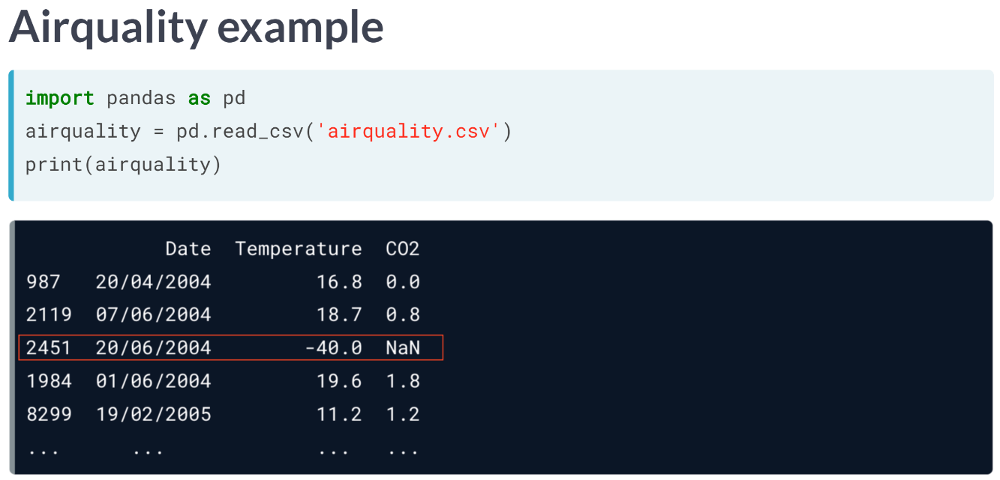 Airquality example
import pandas as pd
airquality = pd.read_csv('airquality.csv')
print(airquality)
Date Temperature CO2
987 20/04/2004 16.8 0.0
2119 07/06/2004 18.7 0.8
2451 20/06/2004 -40.0 NaN
1984 01/06/2004 19.6 1.8
8299 19/02/2005 11.2 1.2
... ... ... ...